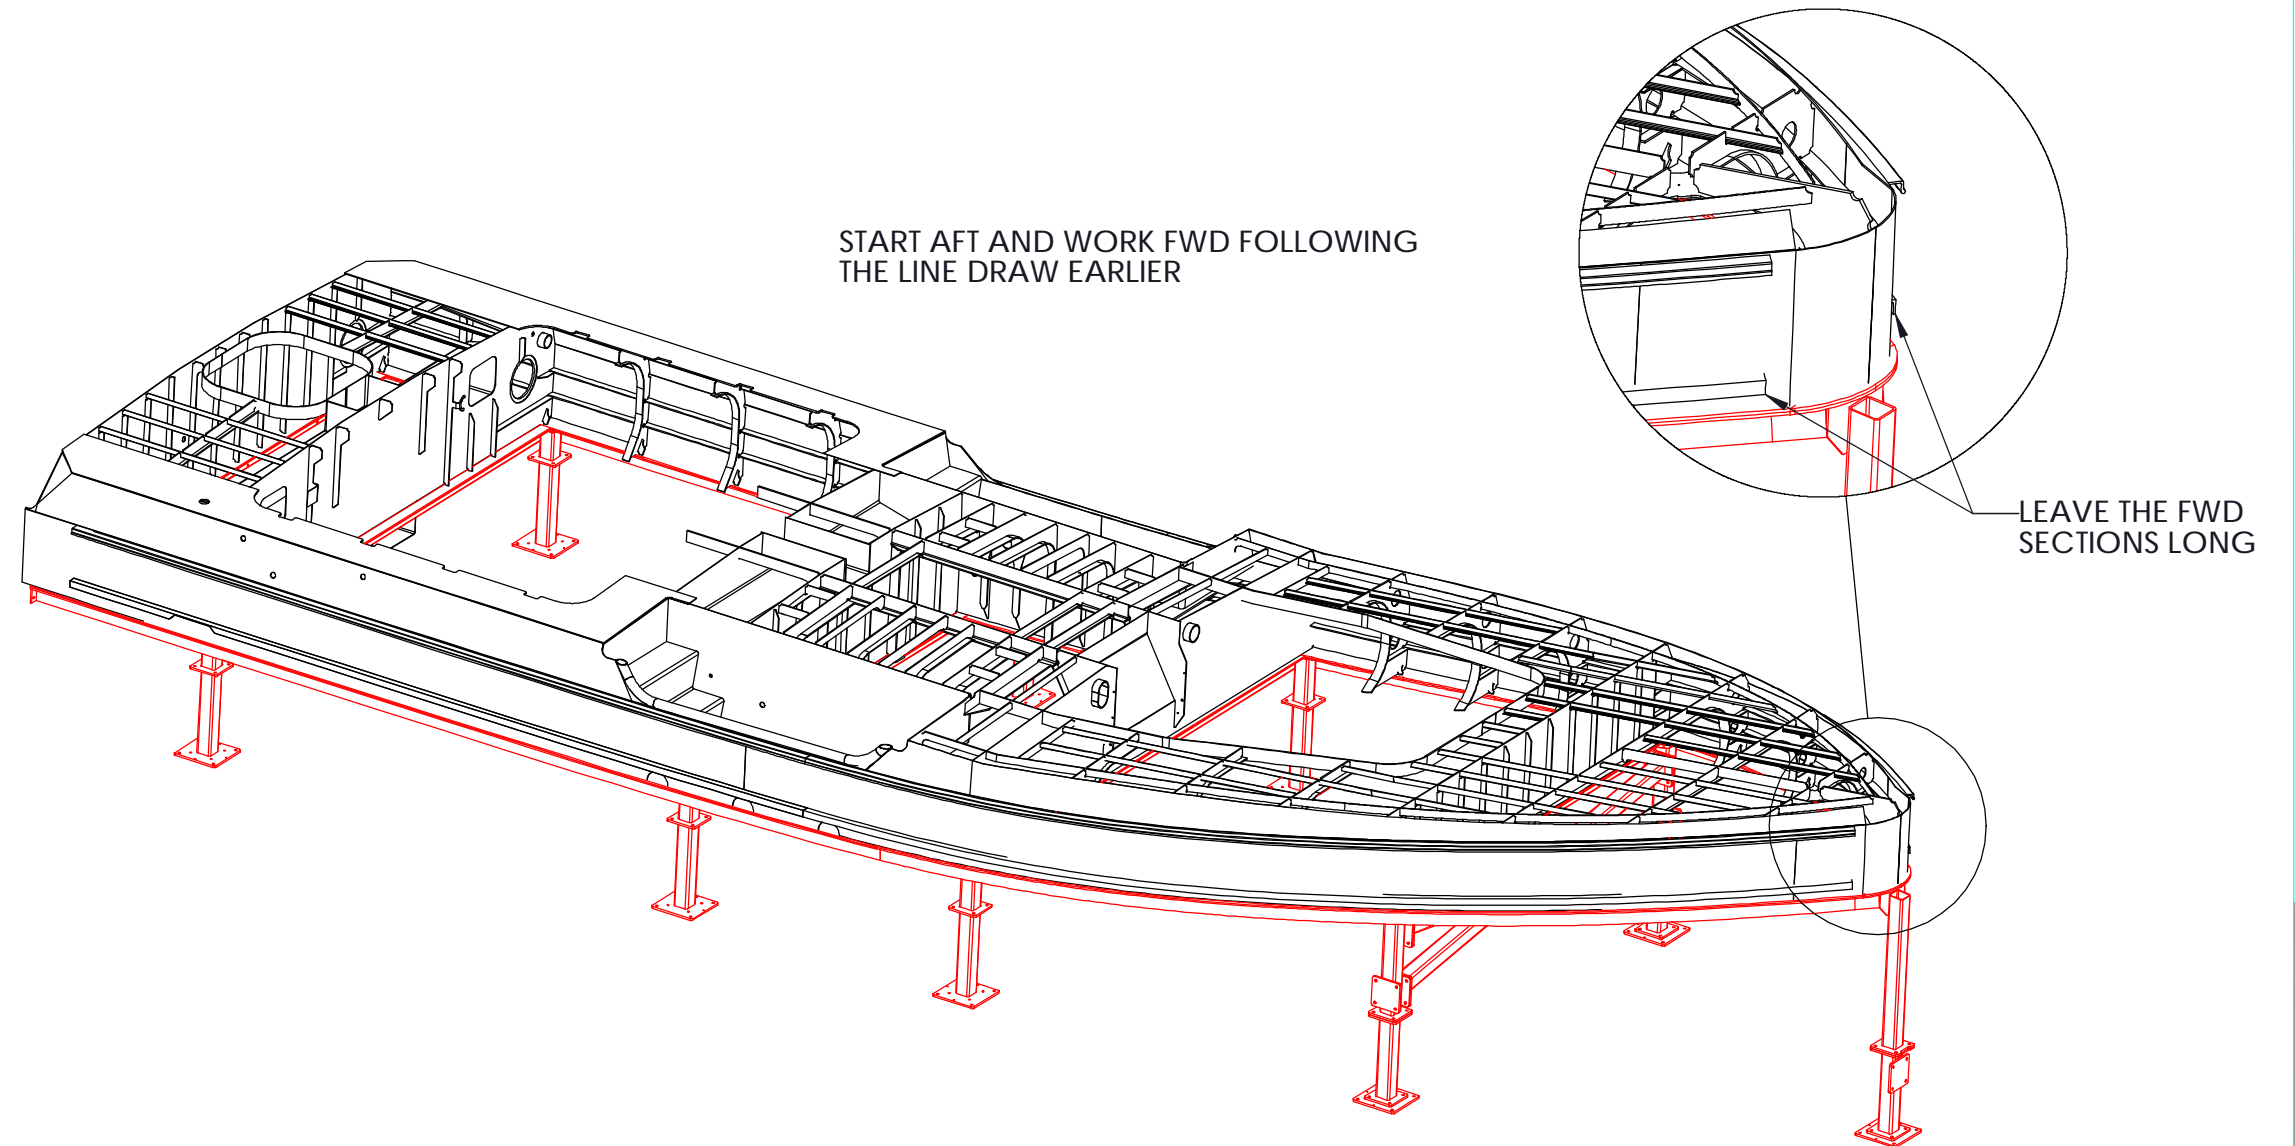 START AFT AND WORK FWD FOLLOWING
THE LINE DRAW EARLIER
LEAVE THE FWD
SECTIONS LONG